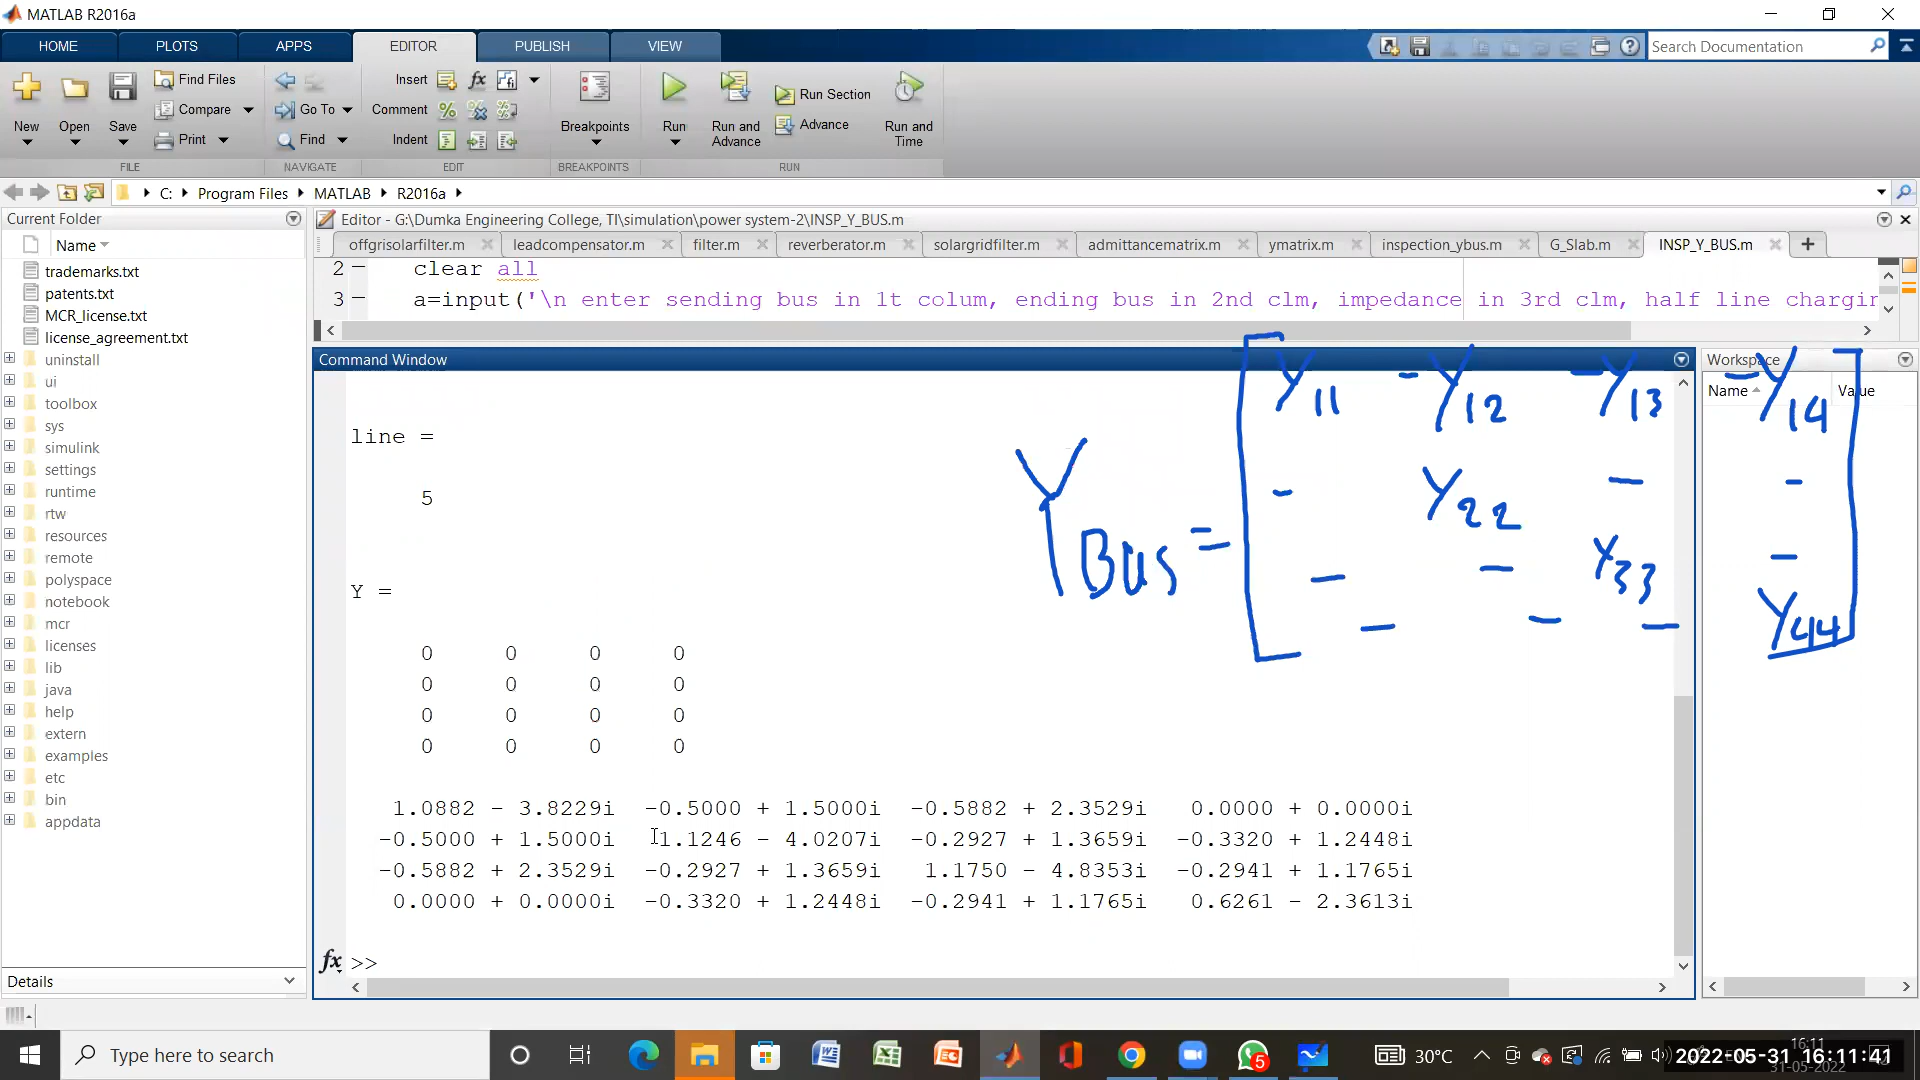 MATLAB R2016a
HOME PLOTS APPS EDITOR PUBLISH VIEW
Search Documentation
New Open Save Find Files Compare Print
Go To Find
Insert fx Comment Indent
Breakpoints Run Run and Advance Run Section Advance Run and Time
FILE NAVIGATE EDIT BREAKPOINTS RUN
C: Program Files MATLAB R2016a
Current Folder
Name
trademarks.txt
patents.txt
MCR_license.txt
license_agreement.txt
uninstall
ui
toolbox
sys
simulink
settings
runtime
rtw
resources
remote
polyspace
notebook
mcr
licenses
lib
java
help
extern
examples
etc
bin
appdata
Details
Editor - G:\Dumka Engineering College, TI\simulation\power system-2\INSP_Y_BUS.m
offgrisolarfilter.m leadcompensator.m filter.m reverberator.m solargridfilter.m admittancematrix.m ymatrix.m inspection_ybus.m G_Slab.m INSP_Y_BUS.m
2 clear all
3 a=input('\n enter sending bus in 1t colum, ending bus in 2nd clm, impedance in 3rd clm, half line chargin
Command Window
line =
5
Y =
0 0 0 0
0 0 0 0
0 0 0 0
0 0 0 0
1.0882 - 3.8229i -0.5000 + 1.5000i -0.5882 + 2.3529i 0.0000 + 0.0000i
-0.5000 + 1.5000i 1.1246 - 4.0207i -0.2927 + 1.3659i -0.3320 + 1.2448i
-0.5882 + 2.3529i -0.2927 + 1.3659i 1.1750 - 4.8353i -0.2941 + 1.1765i
0.0000 + 0.0000i -0.3320 + 1.2448i -0.2941 + 1.1765i 0.6261 - 2.3613i
fx >>
Workspace
Name Value
Y11 -Y12 -Y13 -Y14
- Y22 - -
Y Bus =
- - Y33 -
- - - Y44
Type here to search
5
30°C
16:11
2022-05-31 16:11:41
31-05-2022